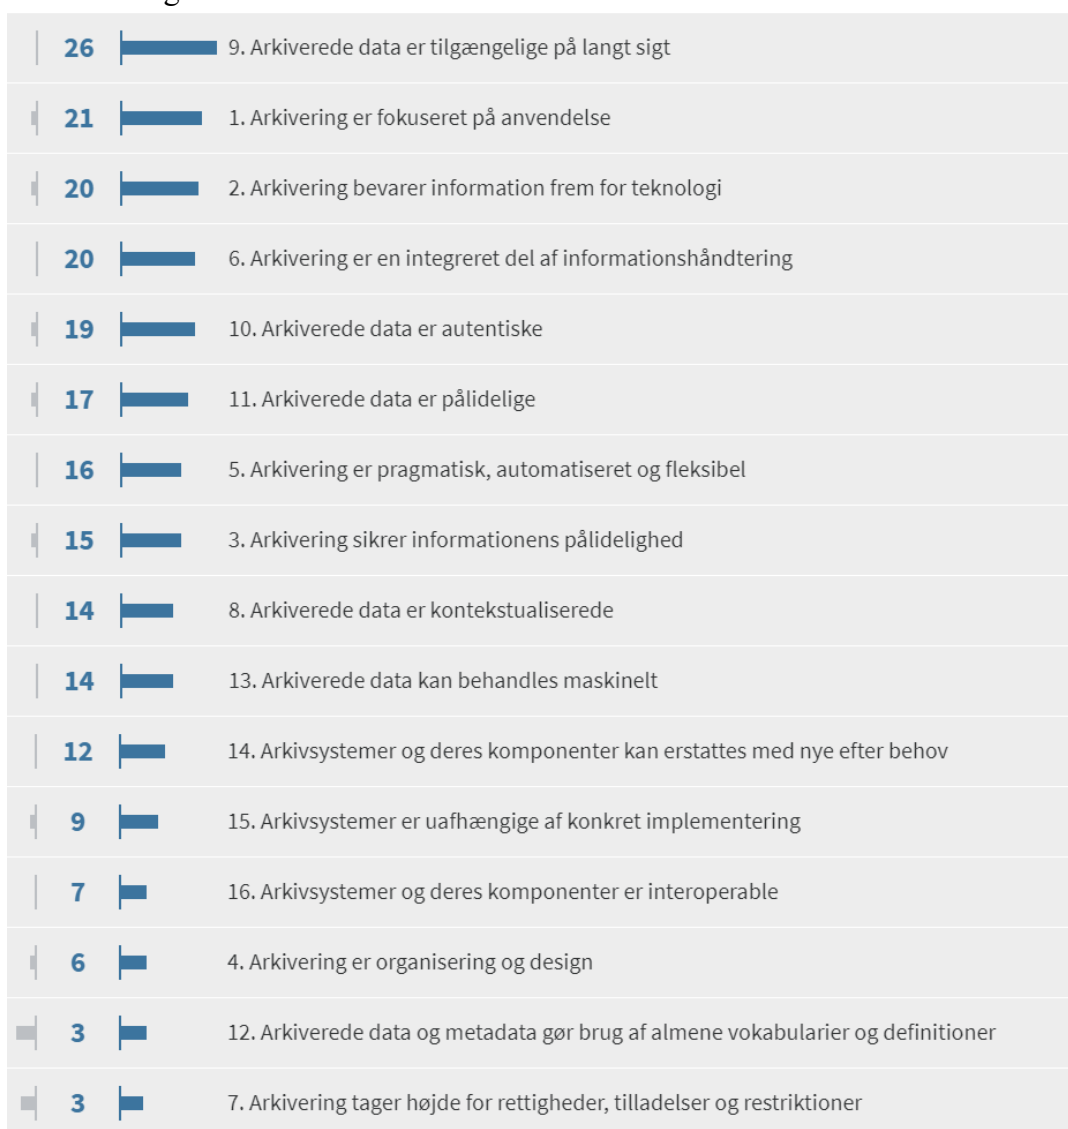 26 9. Arkiverede data er tilgængelige på langt sigt
21 1. Arkivering er fokuseret på anvendelse
20 2. Arkivering bevarer information frem for teknologi
20 6. Arkivering er en integreret del af informationshåndtering
19 10. Arkiverede data er autentiske
17 11. Arkiverede data er pålidelige
16 5. Arkivering er pragmatisk, automatiseret og fleksibel
15 3. Arkivering sikrer informationens pålidelighed
14 8. Arkiverede data er kontekstualiserede
14 13. Arkiverede data kan behandles maskinelt
12 14. Arkivsystemer og deres komponenter kan erstattes med nye efter behov
9 15. Arkivsystemer er uafhængige af konkret implementering
7 16. Arkivsystemer og deres komponenter er interoperable
6 4. Arkivering er organisering og design
3 12. Arkiverede data og metadata gør brug af almene vokabularier og definitioner
3 7. Arkivering tager højde for rettigheder, tilladelser og restriktioner